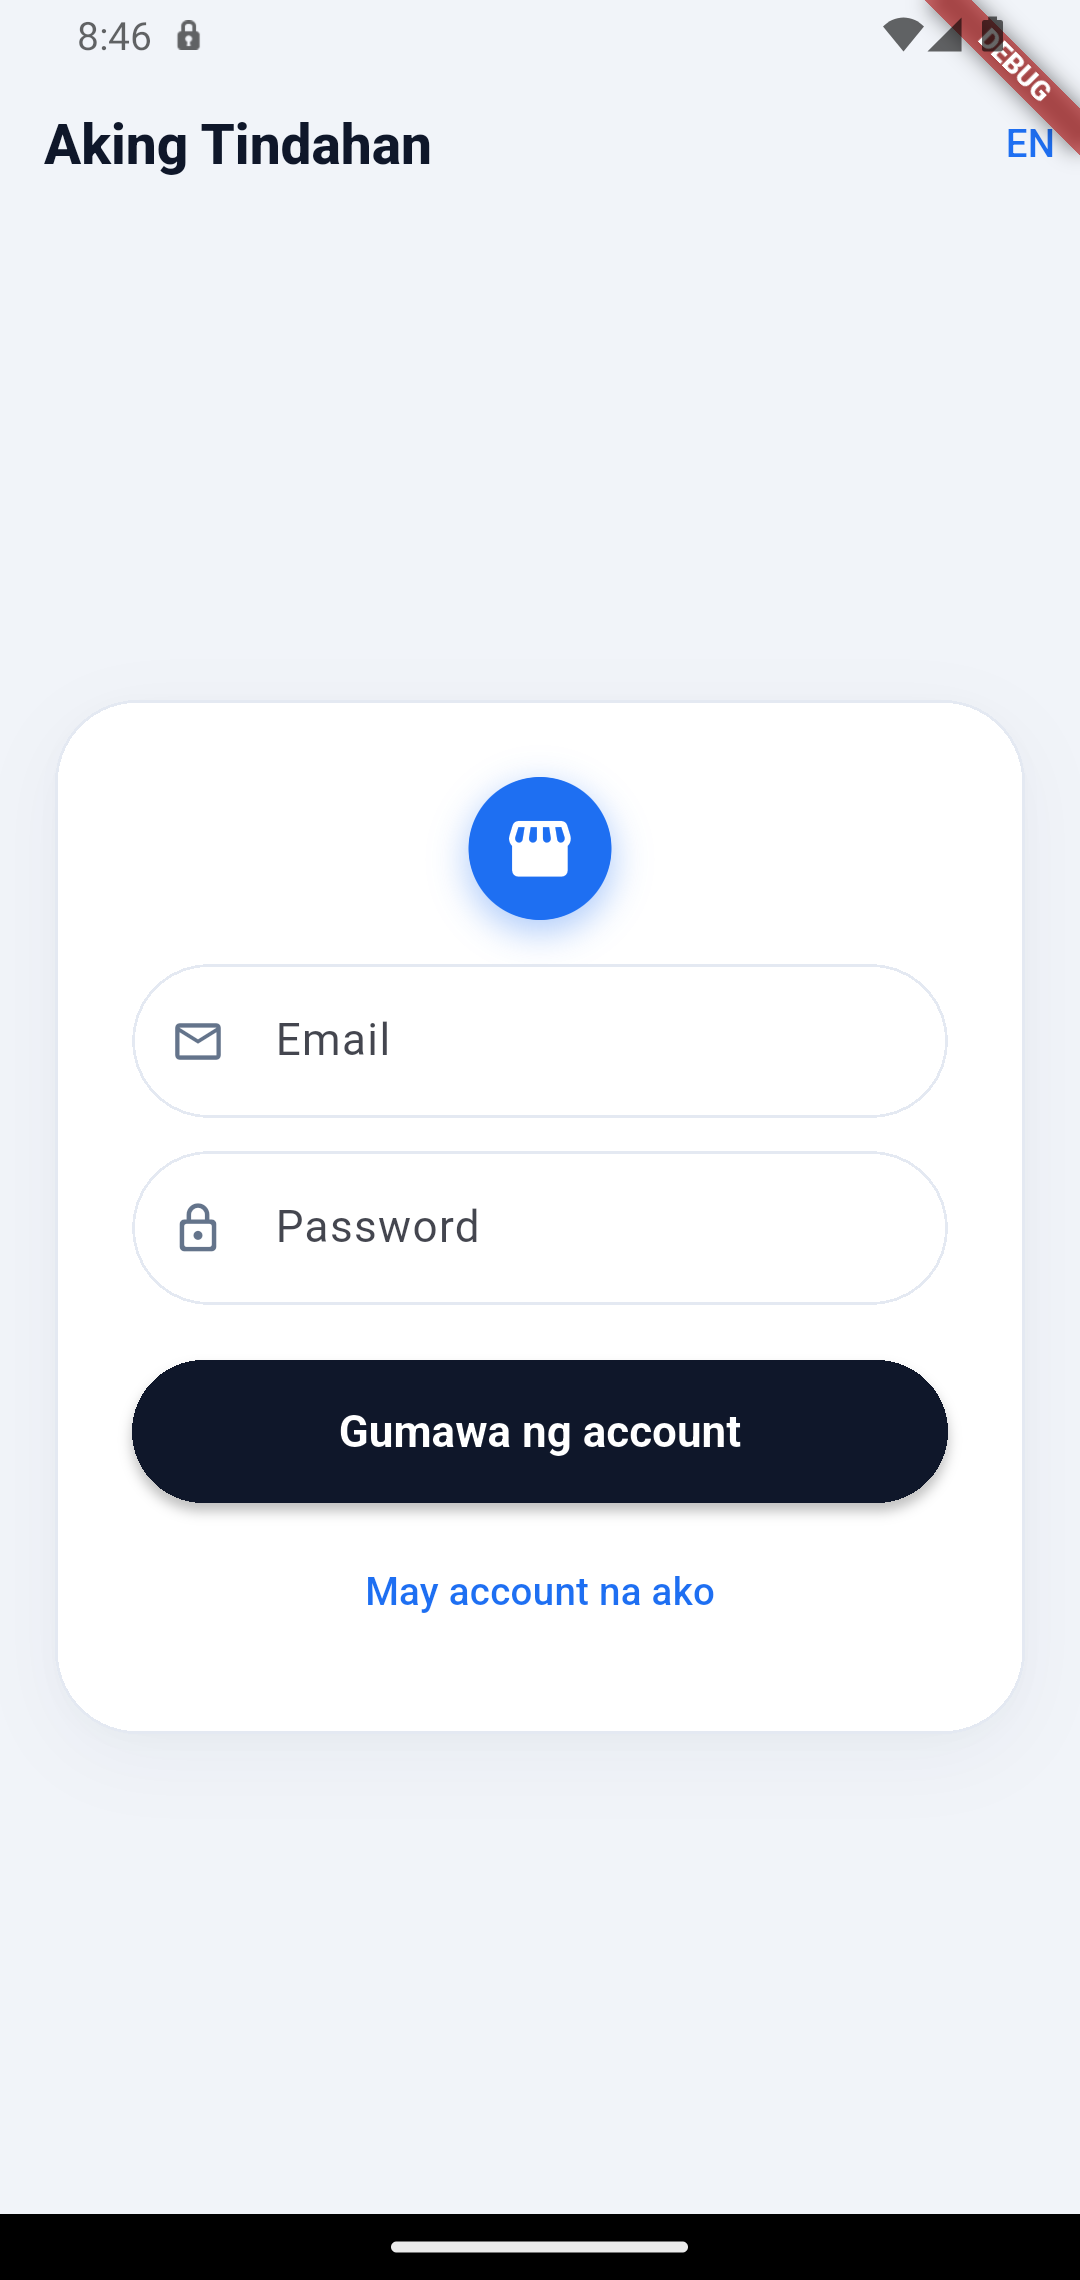 8:46
DEBUG
Aking Tindahan
EN
Email
Password
Gumawa ng account
May account na ako